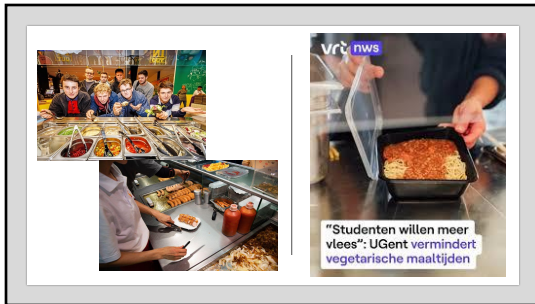 vrt nws
"Studenten willen meer
vlees": UGent vermindert
vegetarische maaltijden